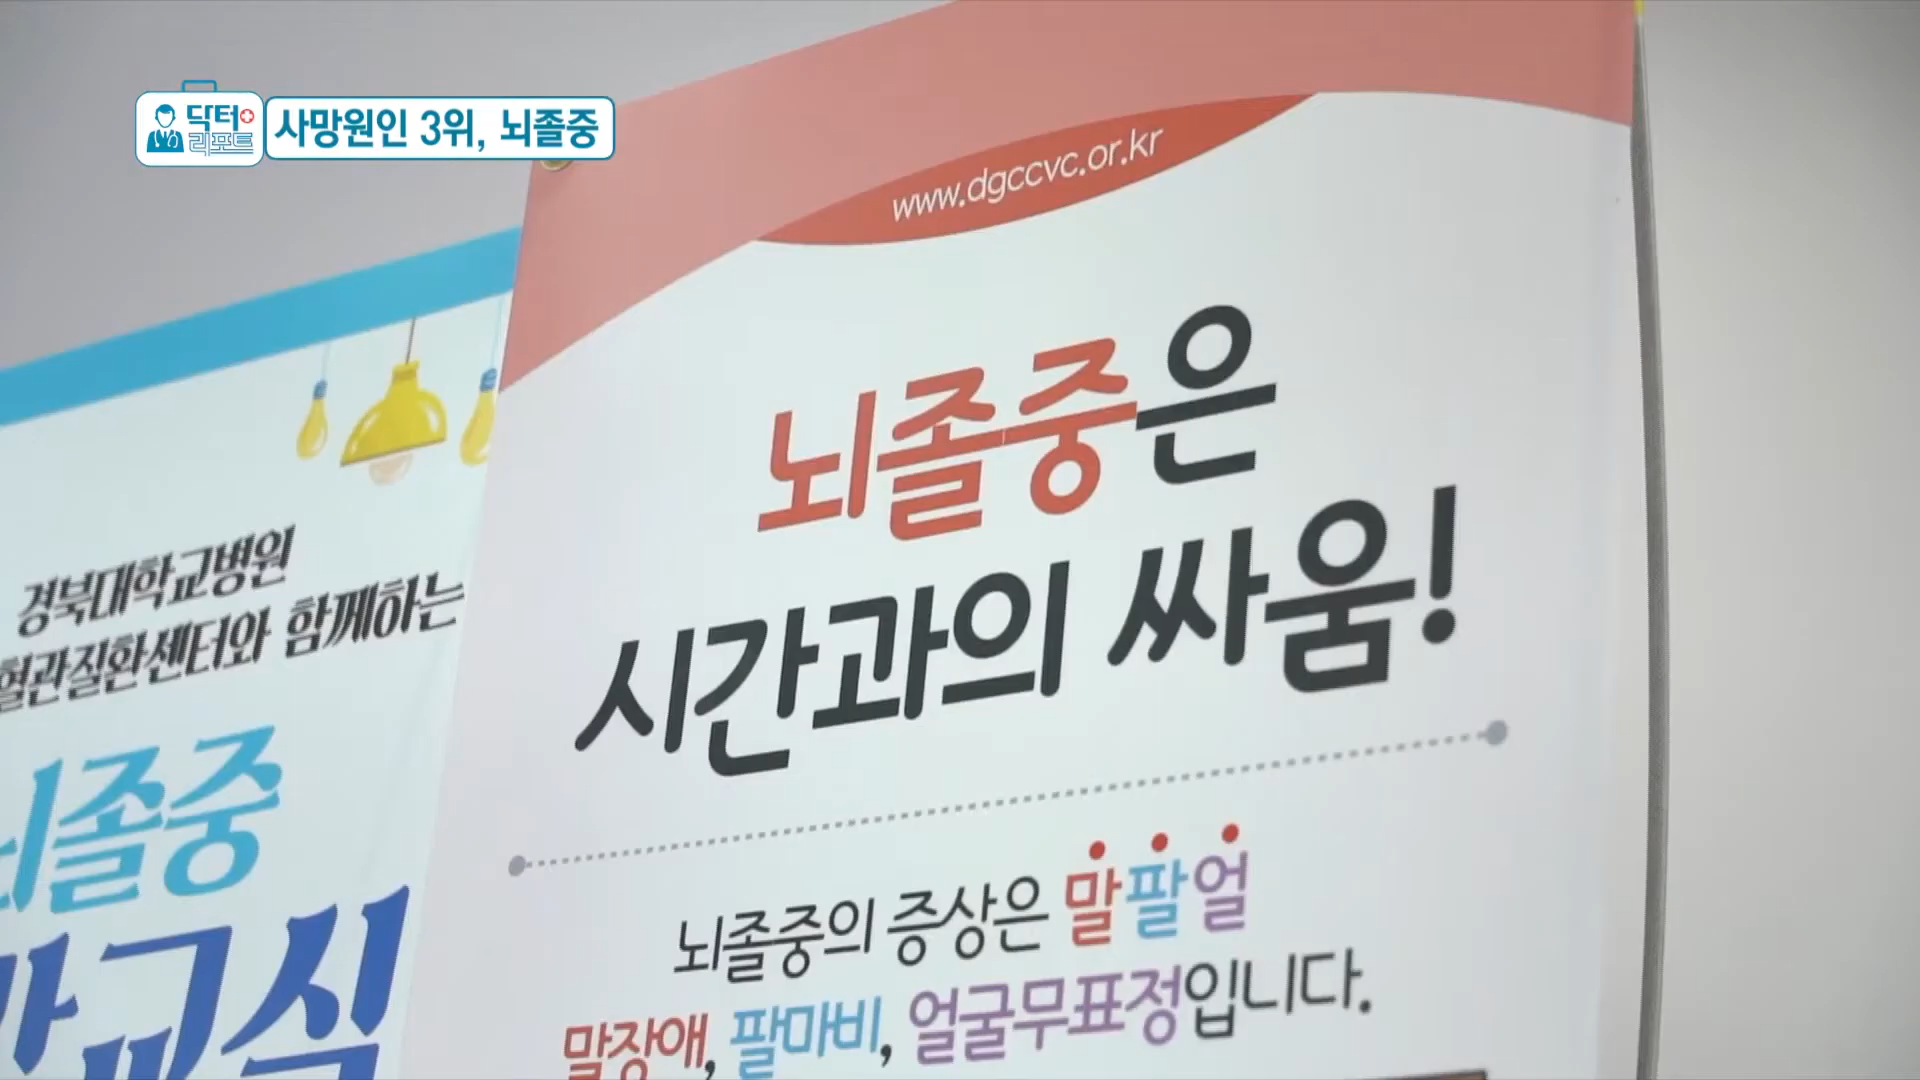 닥터
리포트
사망원인 3위, 뇌졸중
www.dgccvc.or.kr
뇌졸중은
시간과의 싸움!
뇌졸중의 증상은 말팔얼
말장애, 팔마비, 얼굴무표정입니다.
경북대학교병원
혈관질환센터와 함께하는
뇌졸중